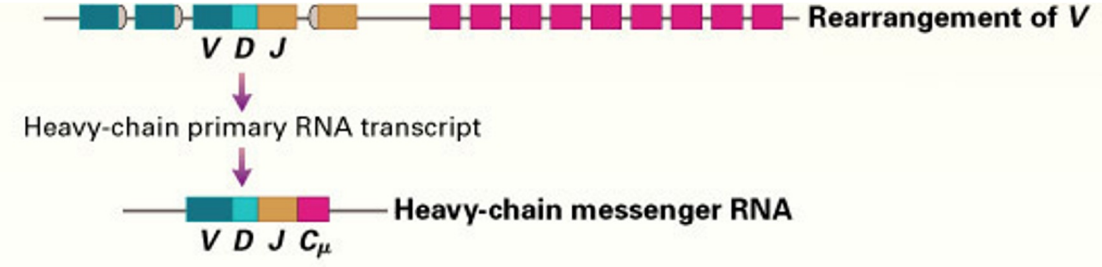 Rearrangement of V
V D J
Heavy-chain primary RNA transcript
Heavy-chain messenger RNA
V D J Cμ